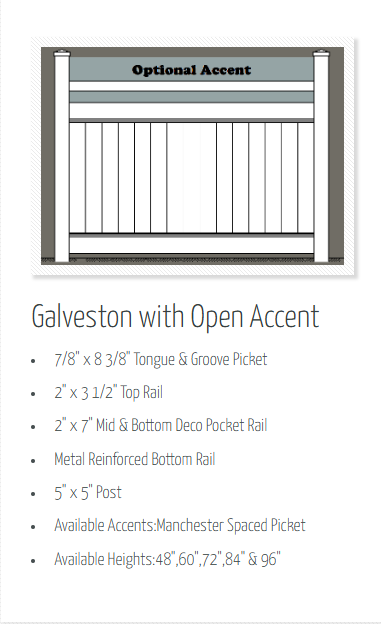 Optional Accent
Galveston with Open Accent
7/8" x 8 3/8" Tongue & Groove Picket
2" x 3 1/2" Top Rail
2" x 7" Mid & Bottom Deco Pocket Rail
Metal Reinforced Bottom Rail
5" x 5" Post
Available Accents:Manchester Spaced Picket
Available Heights:48",60",72",84" & 96"